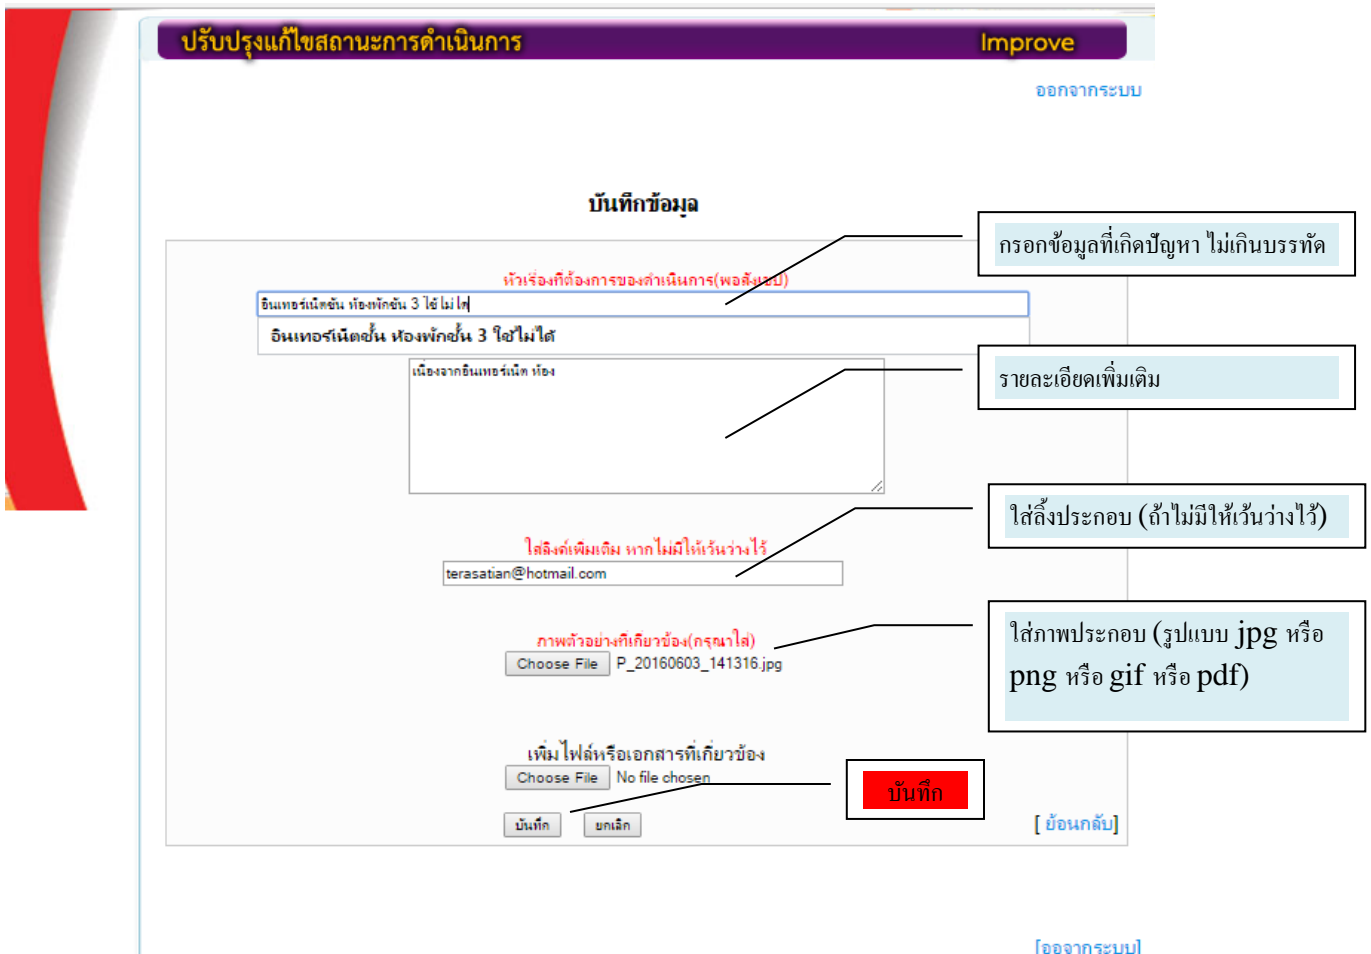 ปรับปรุงแก้ไขสถานะการดำเนินการ
Improve
ออกจากระบบ
บันทึกข้อมูล
กรอกข้อมูลที่เกิดปัญหา ไม่เกินบรรทัด
หัวเรื่องที่ต้องการของดำเนินการ(พอสังเขป)
อินเทอร์เน็ตชั้น ห้องพักชั้น 3 ใช้ไม่ได้
อินเทอร์เน็ตชั้น ห้องพักชั้น 3 ใช้ไม่ได้
เนื่องจากอินเทอร์เน็ต ห้อง
รายละเอียดเพิ่มเติม
ใส่ลิ้งประกอบ (ถ้าไม่มีให้เว้นว่างไว้)
ใส่ลิงค์เพิ่มเติม หากไม่มีให้เว้นว่างไว้
terasatian@hotmail.com
ใส่ภาพประกอบ (รูปแบบ jpg หรือ
png หรือ gif หรือ pdf)
ภาพตัวอย่างที่เกี่ยวข้อง(กรุณาใส่)
Choose File P_20160603_141316.jpg
เพิ่มไฟล์หรือเอกสารที่เกี่ยวข้อง
Choose File No file chosen
บันทึก
บันทึก
ยกเลิก
[ ย้อนกลับ]
[ออจากระบบ]